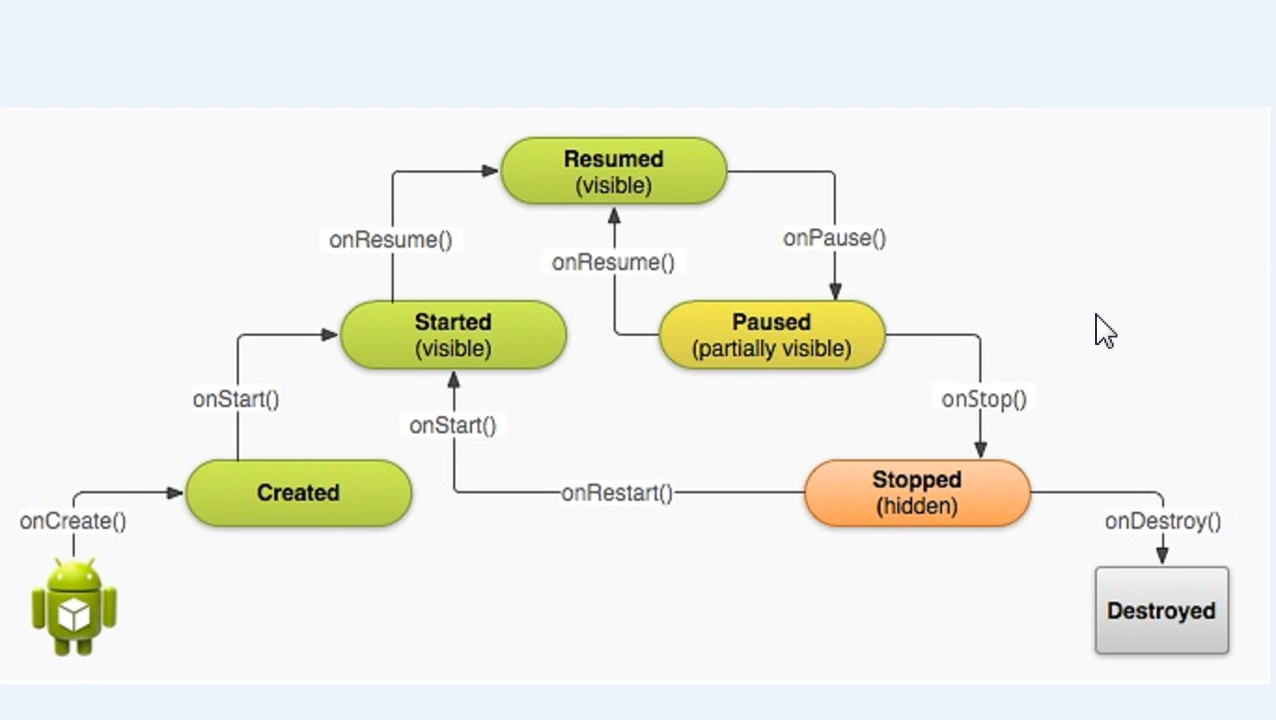 Resumed
(visible)
onResume()
onResume()
onPause()
Started
(visible)
Paused
(partially visible)
onStart()
onStart()
onStop()
Created
onRestart()
Stopped
(hidden)
onCreate()
onDestroy()
Destroyed